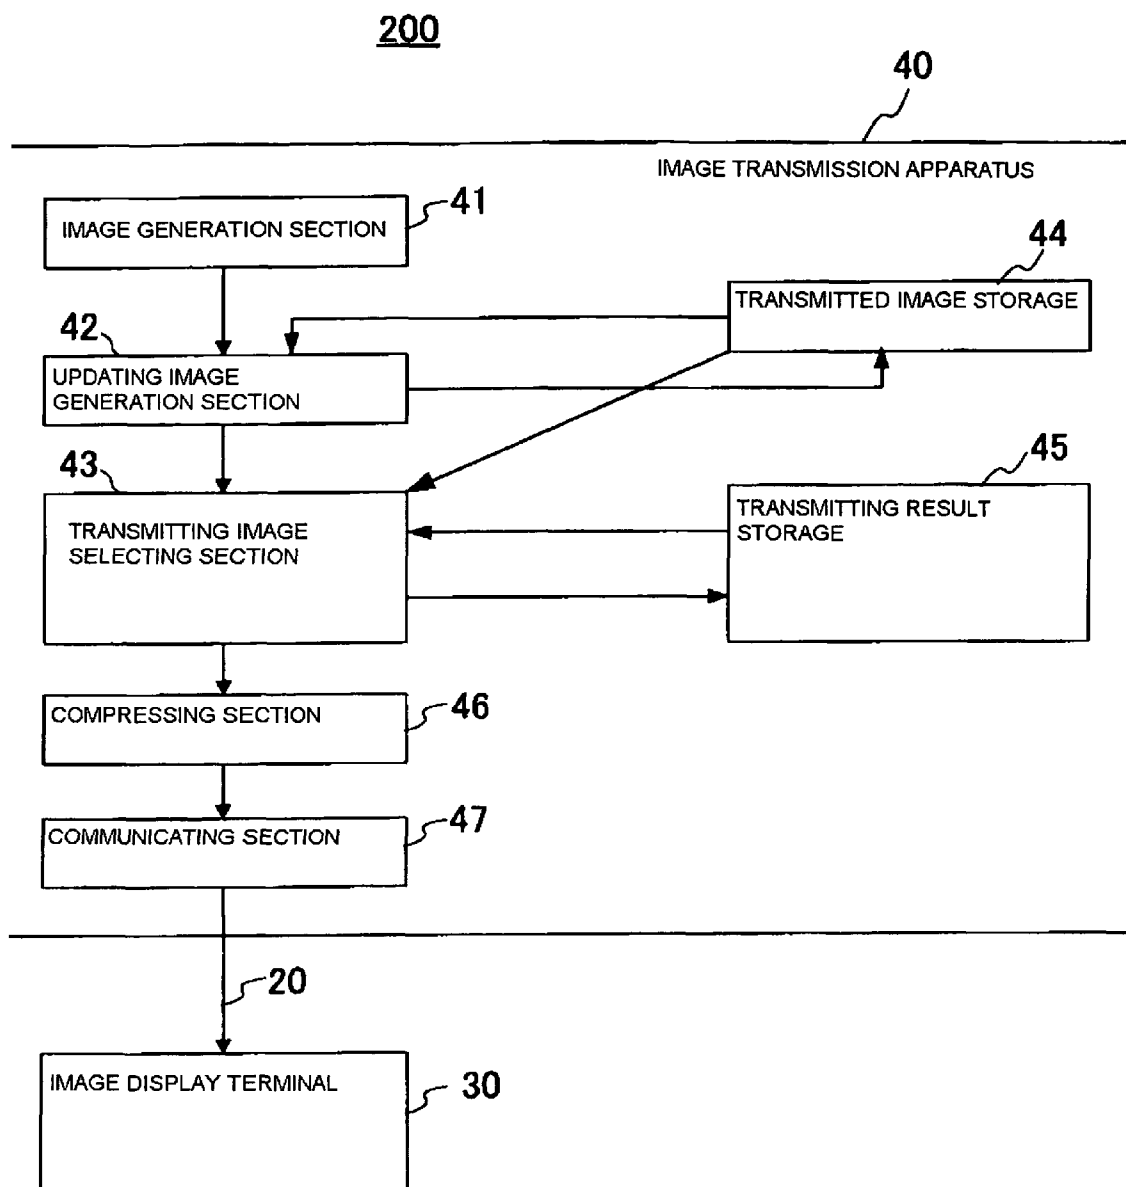 200
40
IMAGE TRANSMISSION APPARATUS
41
IMAGE GENERATION SECTION
44
TRANSMITTED IMAGE STORAGE
42
UPDATING IMAGE
GENERATION SECTION
43
TRANSMITTING IMAGE
SELECTING SECTION
45
TRANSMITTING RESULT
STORAGE
COMPRESSING SECTION
46
COMMUNICATING SECTION
47
20
IMAGE DISPLAY TERMINAL
30